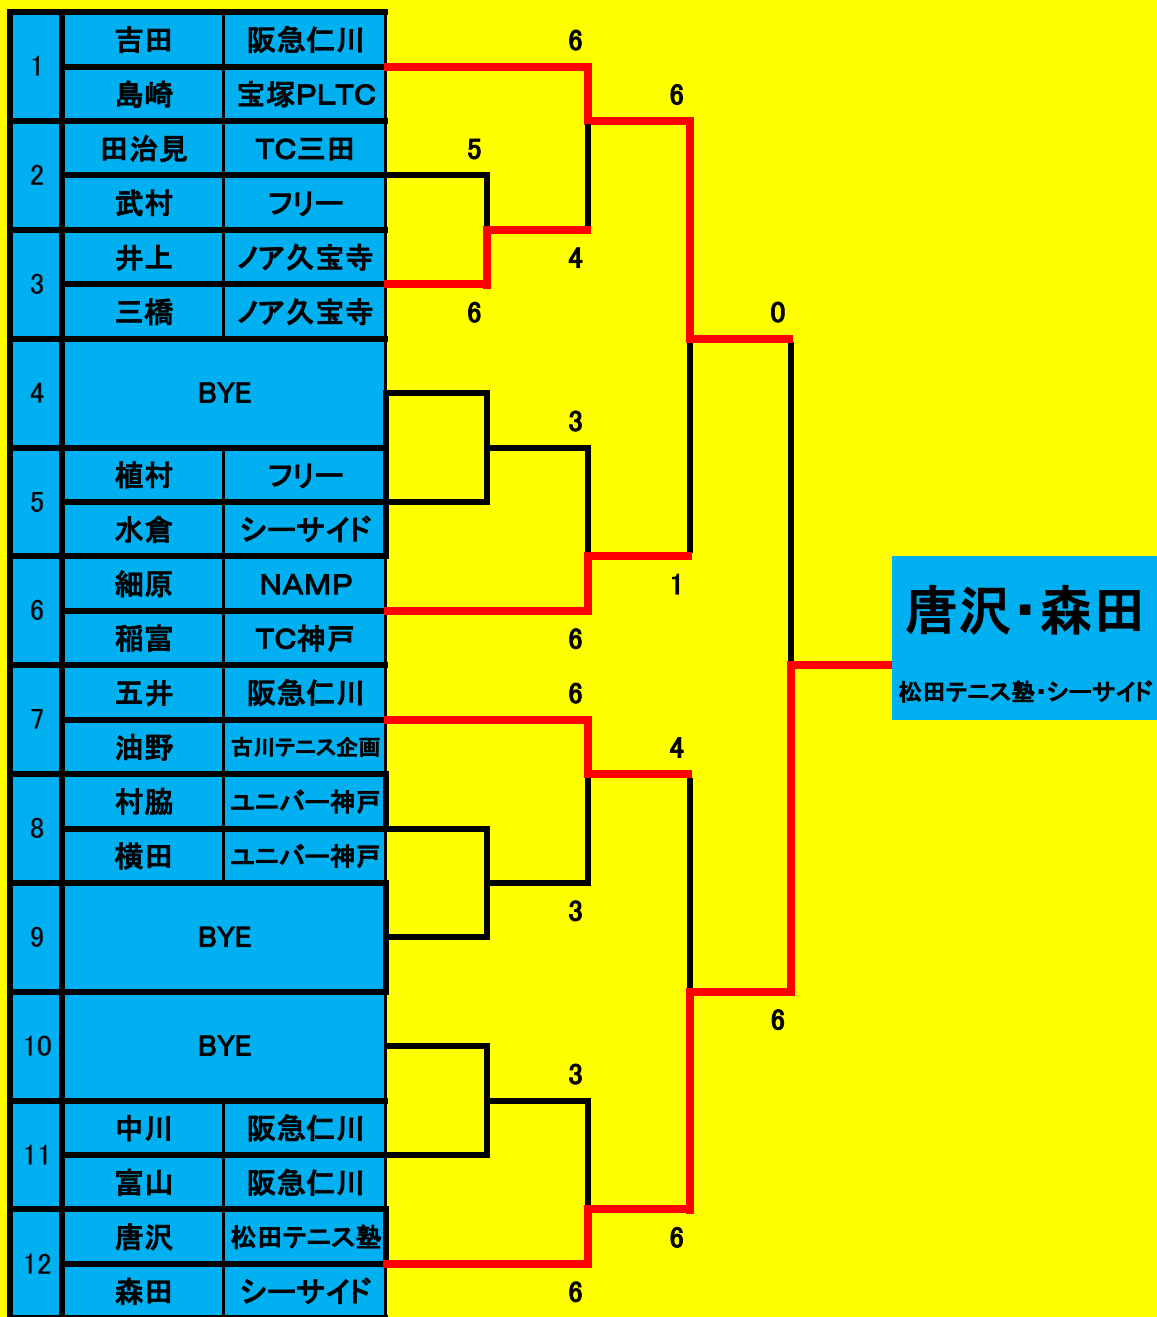 1 吉田 阪急仁川
島崎 宝塚PLTC
2 田治見 TC三田
武村 フリー
3 井上 ノア久宝寺
三橋 ノア久宝寺
4 BYE
5 植村 フリー
水倉 シーサイド
6 細原 NAMP
稲富 TC神戸
7 五井 阪急仁川
油野 古川テニス企画
8 村脇 ユニバー神戸
横田 ユニバー神戸
9 BYE
10 BYE
11 中川 阪急仁川
富山 阪急仁川
12 唐沢 松田テニス塾
森田 シーサイド
5
6
6
4
3
6
6
3
3
6
6
1
4
6
0
6
唐沢・森田
松田テニス塾・シーサイド